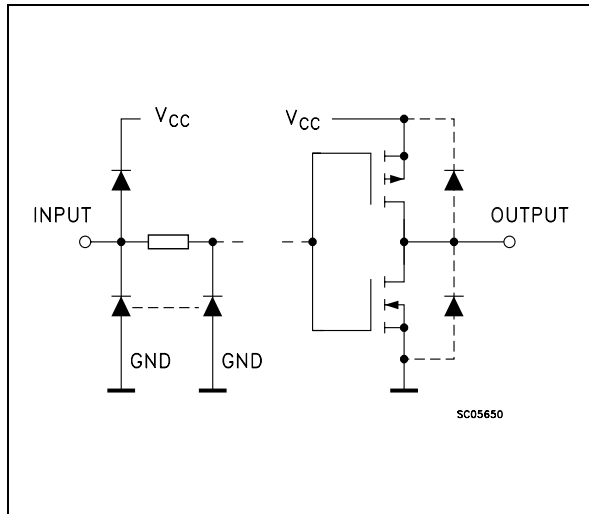 VCC
VCC
INPUT
OUTPUT
GND
GND
SC05650